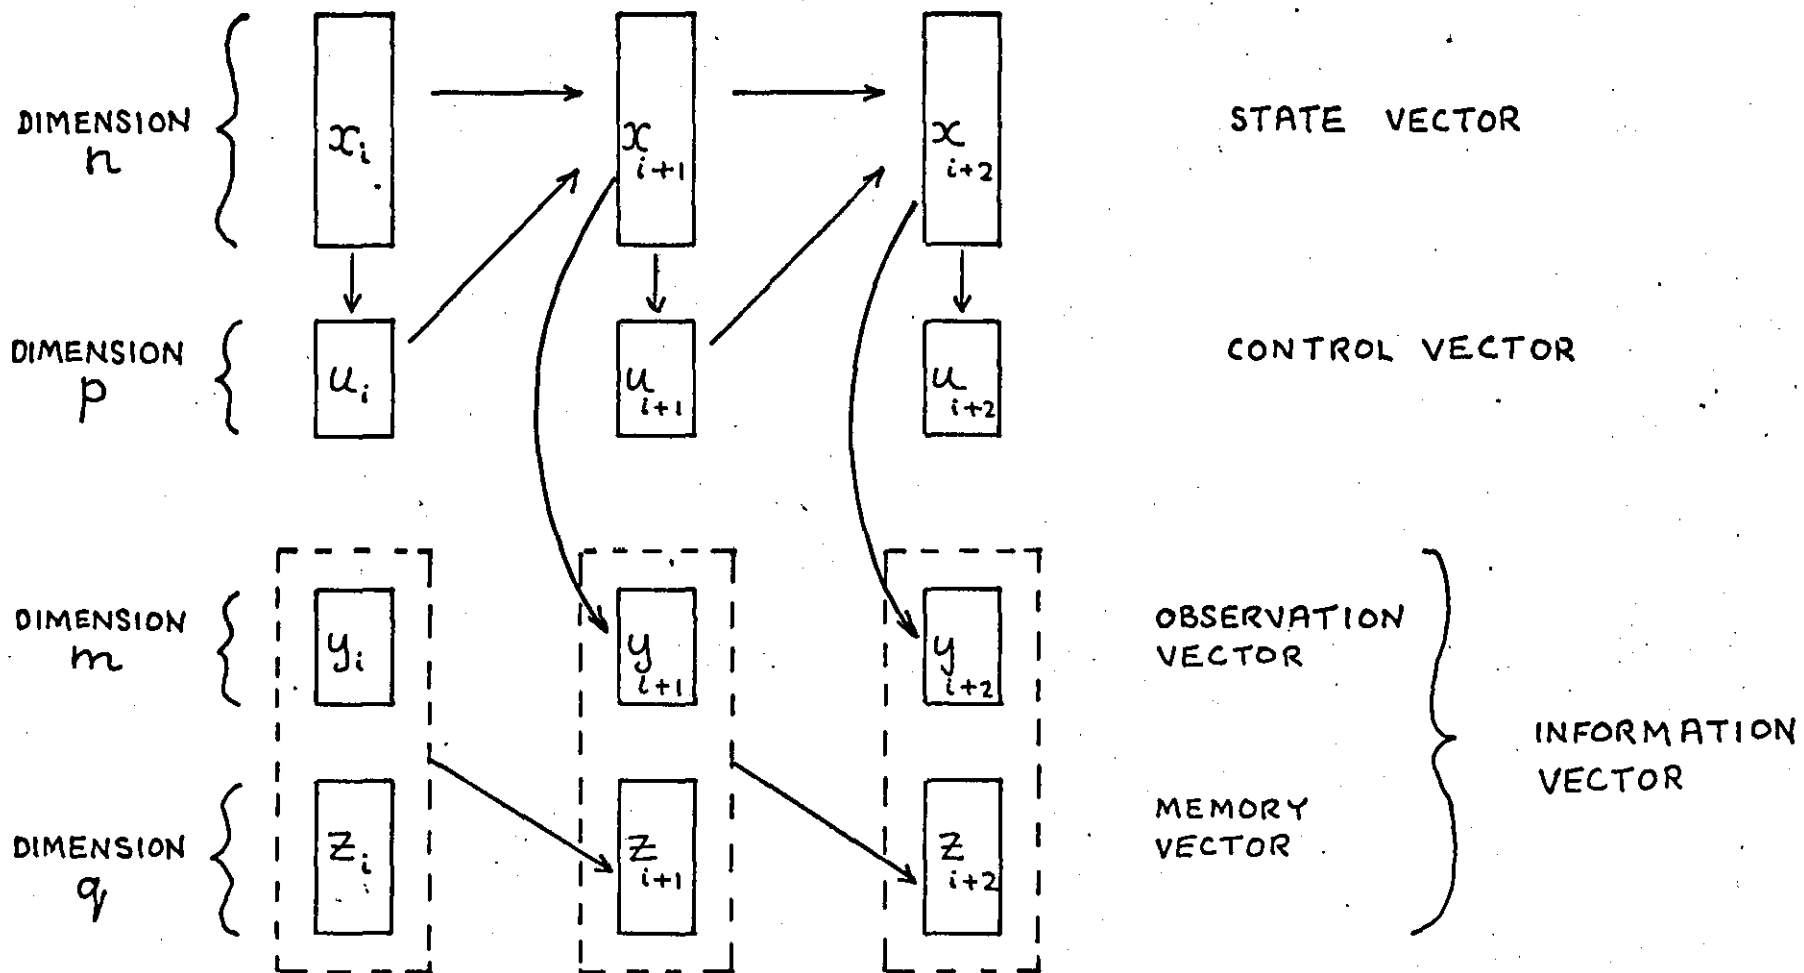 DIMENSION
n
x_i
x_{i+1}
x_{i+2}
STATE VECTOR
DIMENSION
p
u_i
u_{i+1}
u_{i+2}
CONTROL VECTOR
DIMENSION
m
y_i
y_{i+1}
y_{i+2}
OBSERVATION
VECTOR
INFORMATION
VECTOR
DIMENSION
q
z_i
z_{i+1}
z_{i+2}
MEMORY
VECTOR